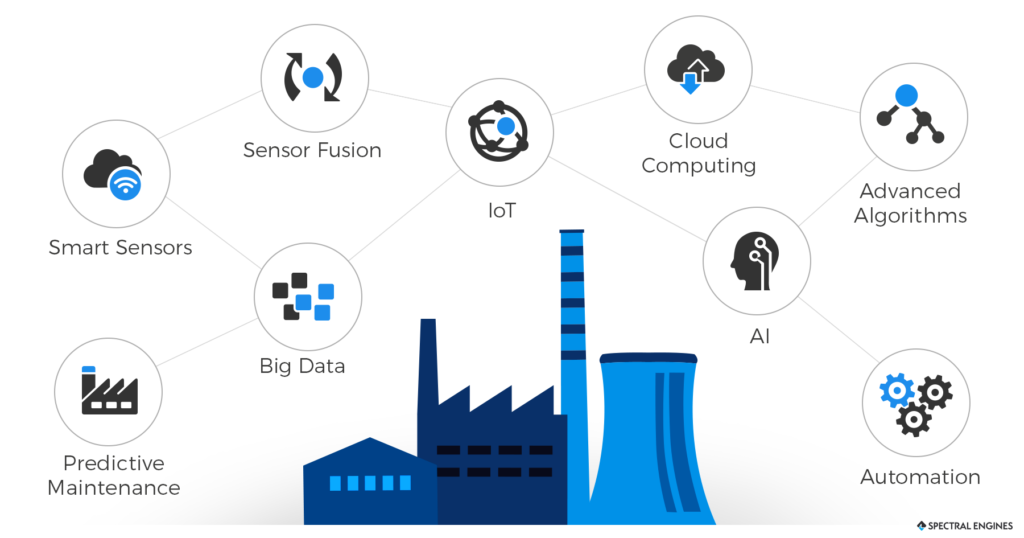 Sensor Fusion
Cloud
Computing
Smart Sensors
IoT
Advanced
Algorithms
Big Data
AI
Predictive
Maintenance
Automation
SPECTRAL ENGINES